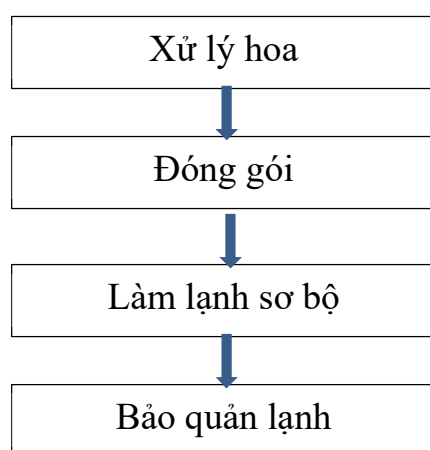 Xử lý hoa
Đóng gói
Làm lạnh sơ bộ
Bảo quản lạnh